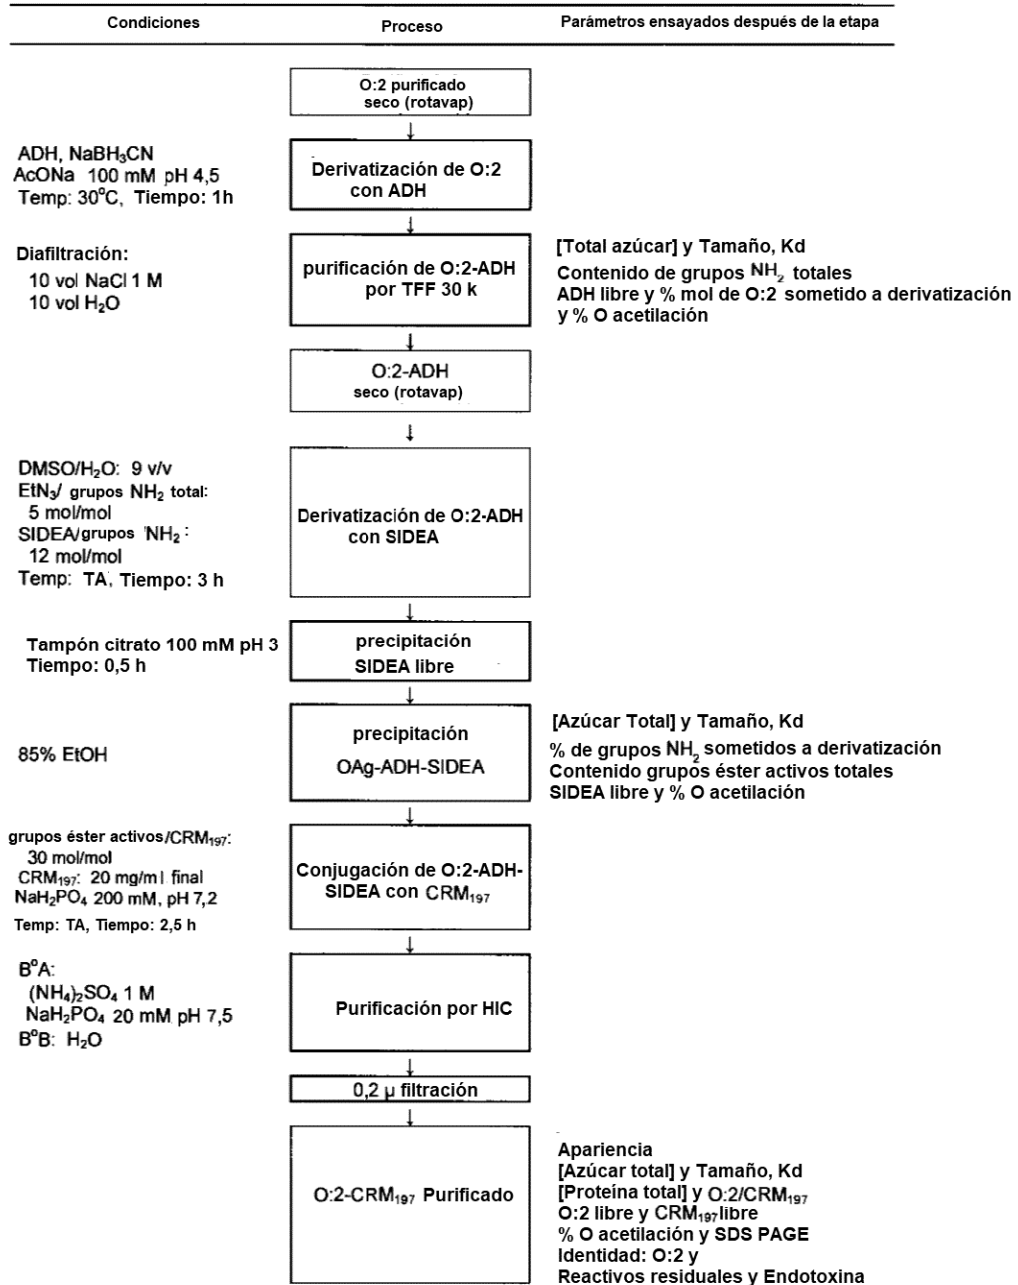 Condiciones
Proceso
Parámetros ensayados después de la etapa
O:2 purificado
seco (rotavap)
ADH, NaBH₃CN
AcONa 100 mM pH 4,5
Temp: 30°C, Tiempo: 1h
Derivatización de O:2
con ADH
Diafiltración:
10 vol NaCl 1 M
10 vol H₂O
purificación de O:2-ADH
por TFF 30 k
[Total azúcar] y Tamaño, Kd
Contenido de grupos NH₂ totales
ADH libre y % mol de O:2 sometido a derivatización
y % O acetilación
O:2-ADH
seco (rotavap)
DMSO/H₂O: 9 v/v
EtN₃/ grupos NH₂ total:
5 mol/mol
SIDEA/grupos NH₂ :
12 mol/mol
Temp: TA, Tiempo: 3 h
Derivatización de O:2-ADH
con SIDEA
Tampón citrato 100 mM pH 3
Tiempo: 0,5 h
precipitación
SIDEA libre
85% EtOH
precipitación
OAg-ADH-SIDEA
[Azúcar Total] y Tamaño, Kd
% de grupos NH₂ sometidos a derivatización
Contenido grupos éster activos totales
SIDEA libre y % O acetilación
grupos éster activos/CRM₁₉₇:
30 mol/mol
CRM₁₉₇: 20 mg/ml final
NaH₂PO₄ 200 mM, pH 7,2
Temp: TA, Tiempo: 2,5 h
Conjugación de O:2-ADH-
SIDEA con CRM₁₉₇
B°A:
(NH₄)₂SO₄ 1 M
NaH₂PO₄ 20 mM pH 7,5
B°B: H₂O
Purificación por HIC
0,2 µ filtración
O:2-CRM₁₉₇ Purificado
Apariencia
[Azúcar total] y Tamaño, Kd
[Proteína total] y O:2/CRM₁₉₇
O:2 libre y CRM₁₉₇libre
% O acetilación y SDS PAGE
Identidad: O:2 y
Reactivos residuales y Endotoxina